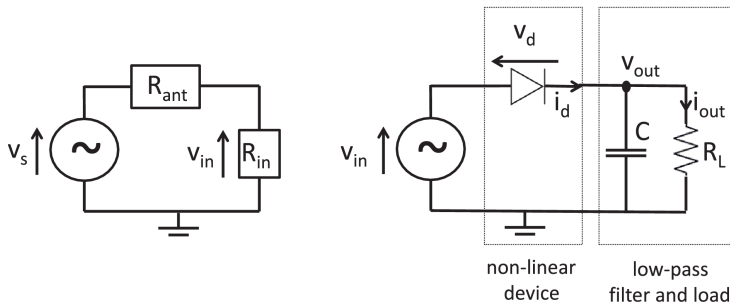 R_ant
v_s
v_in
R_in
~
v_in
~
v_d
i_d
v_out
i_out
C
R_L
non-linear
device
low-pass
filter and load